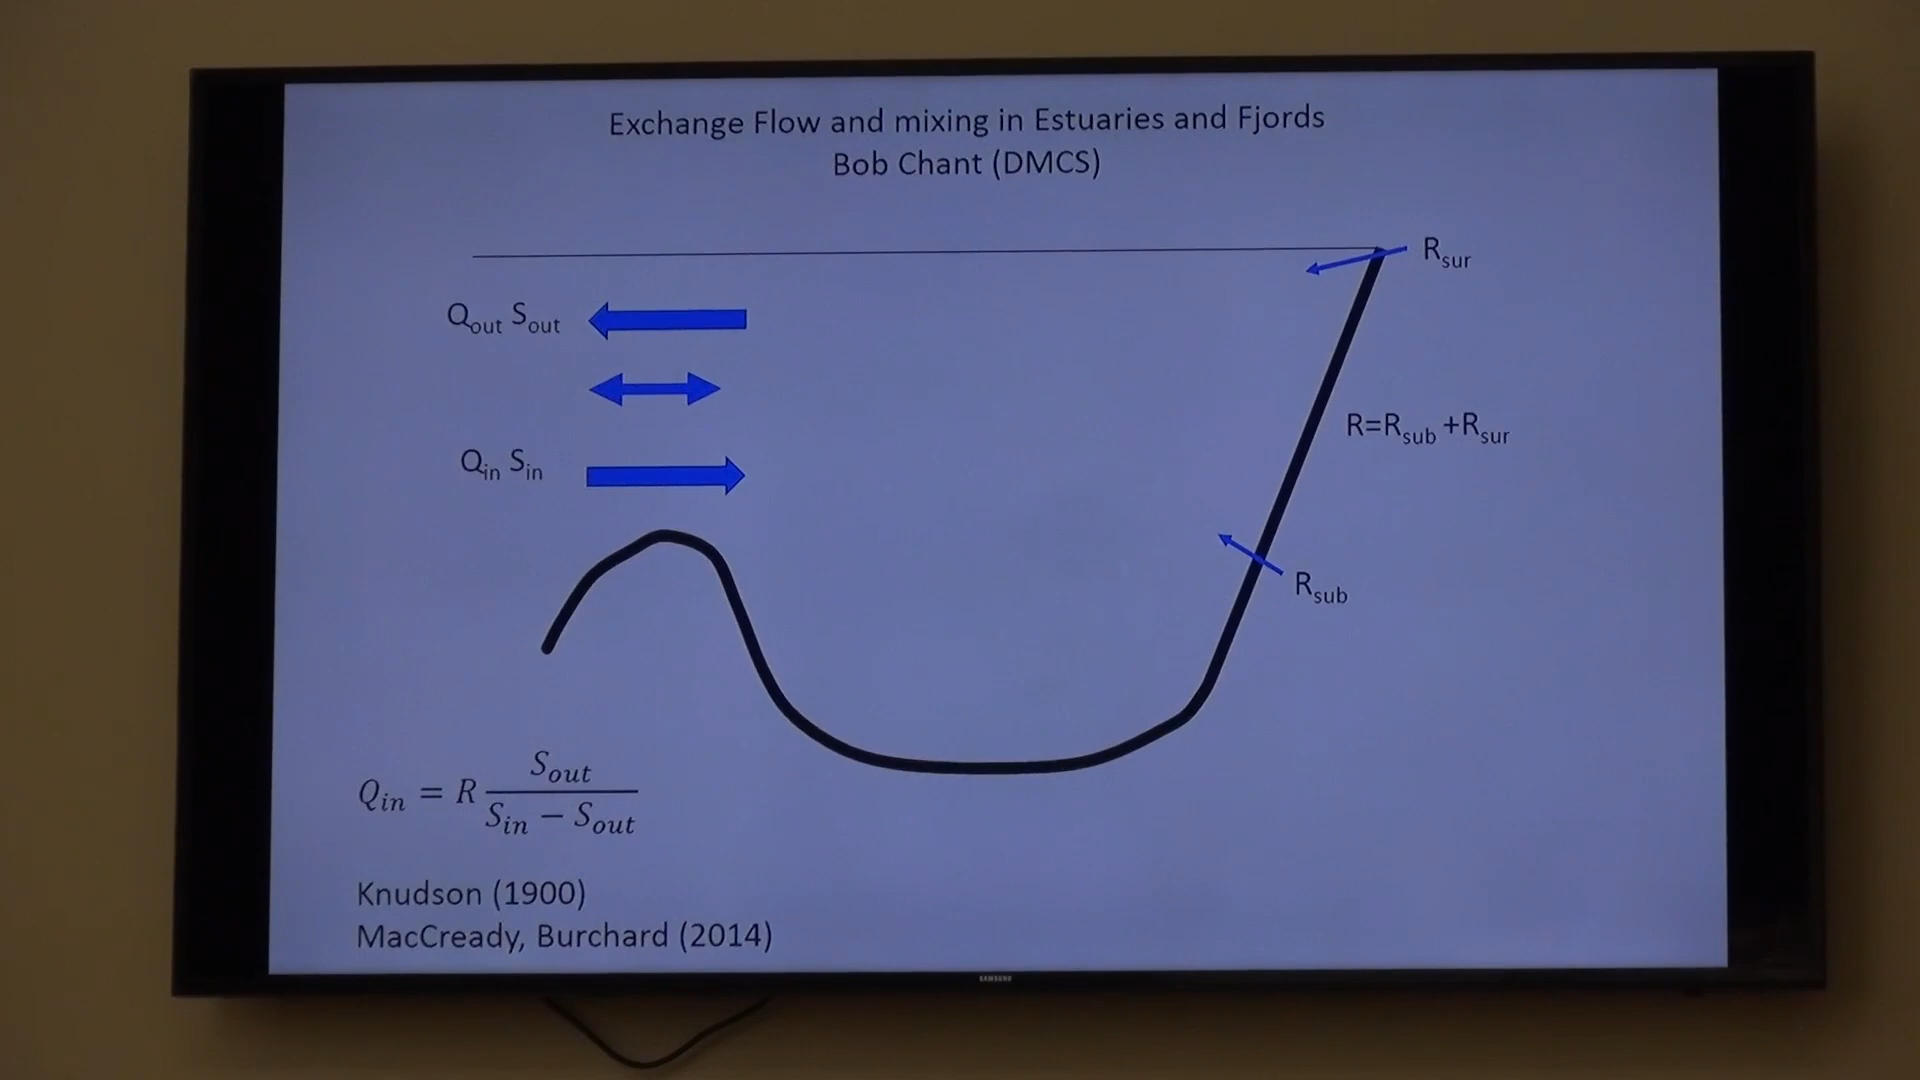 Exchange Flow and mixing in Estuaries and Fjords
Bob Chant (DMCS)
R_sur
Q_out S_out
R=R_sub +R_sur
Q_in S_in
R_sub
Q_in = R S_out / (S_in − S_out)
Knudson (1900)
MacCready, Burchard (2014)
SAMSUNG